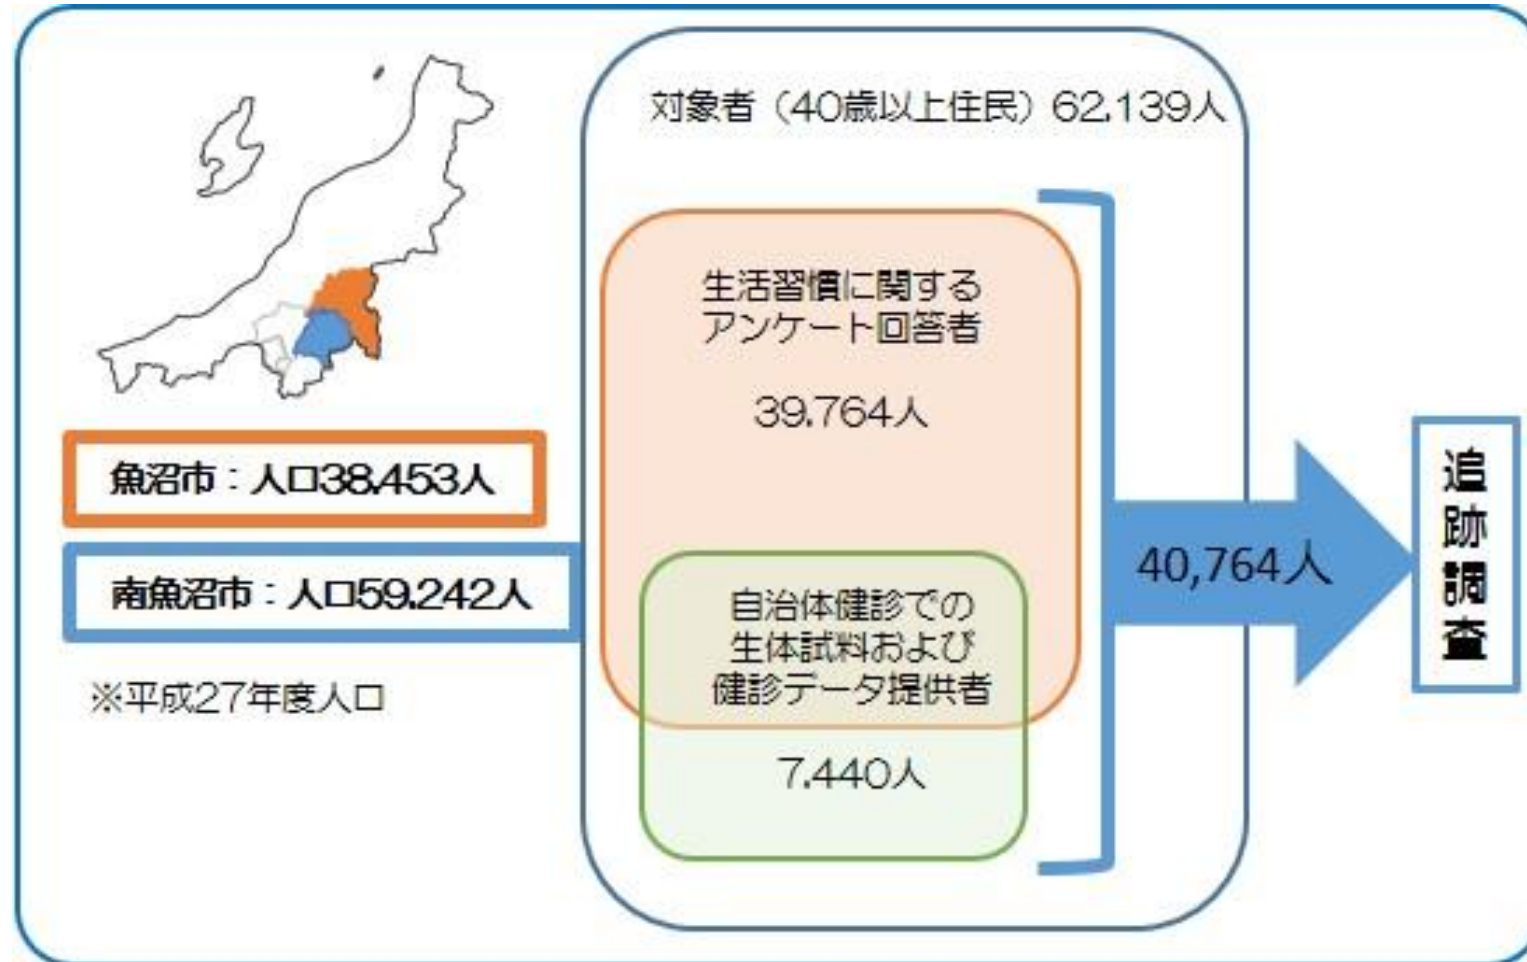 対象者（40歳以上住民）62,139人
生活習慣に関する
アンケート回答者
39,764人
魚沼市：人口38,453人
南魚沼市：人口59,242人
※平成27年度人口
自治体健診での
生体試料および
健診データ提供者
7,440人
40,764人
追跡調査